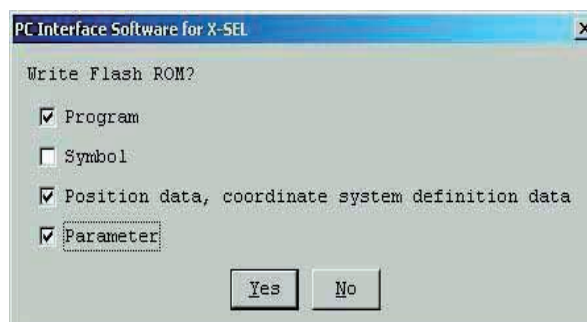 PC Interface Software for X-SEL
Write Flash ROM?
Program
Symbol
Position data, coordinate system definition data
Parameter
Yes No